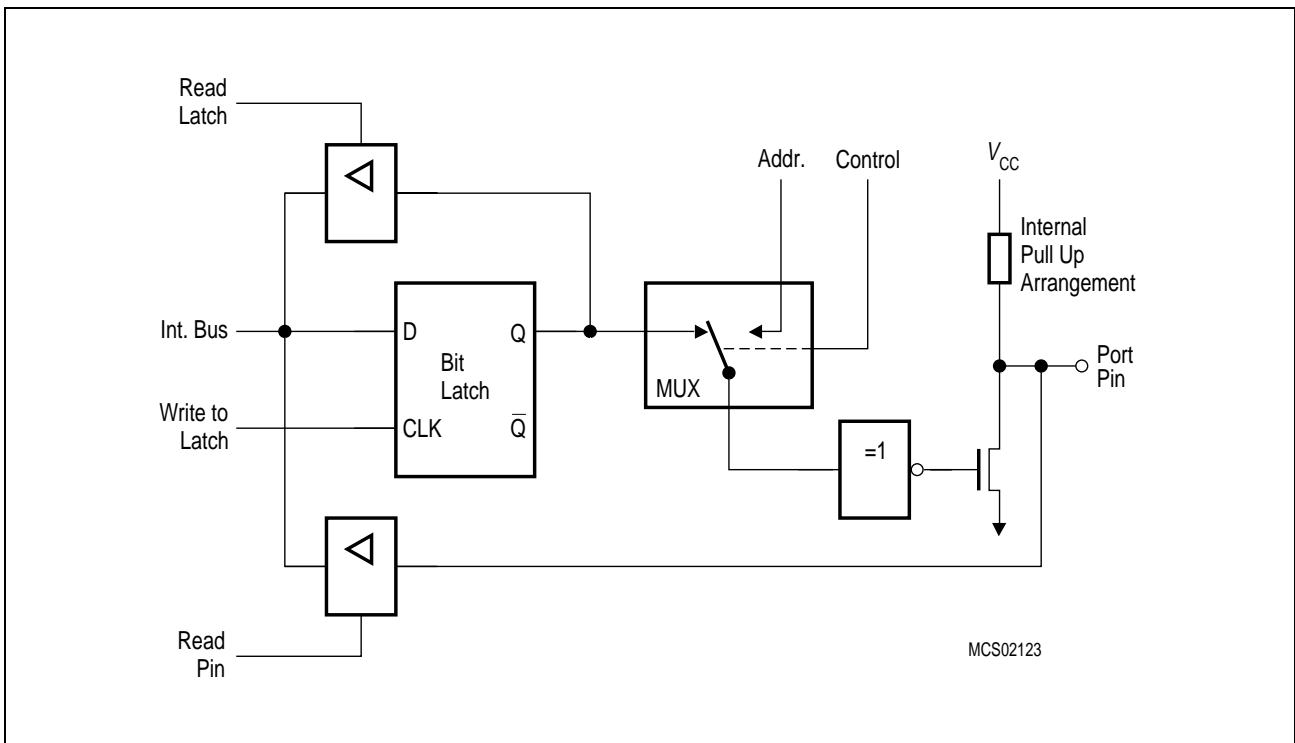 Read
Latch
Addr.
Control
VCC
Internal
Pull Up
Arrangement
Int. Bus
D
Q
Bit
Latch
MUX
Port
Pin
Write to
Latch
CLK
Q̅
=1
Read
Pin
MCS02123